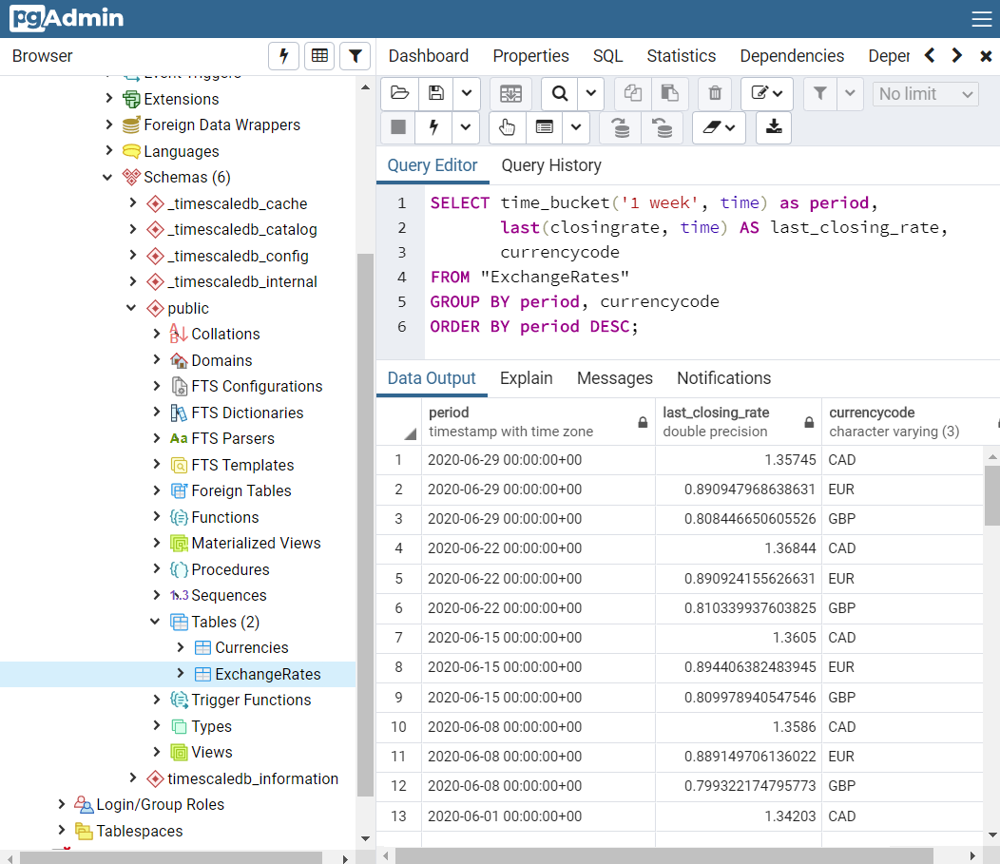 pgAdmin
Browser
Dashboard Properties SQL Statistics Dependencies Deper
Event Triggers
Extensions
Foreign Data Wrappers
Languages
Schemas (6)
_timescaledb_cache
_timescaledb_catalog
_timescaledb_config
_timescaledb_internal
public
Collations
Domains
FTS Configurations
FTS Dictionaries
Aa FTS Parsers
FTS Templates
Foreign Tables
Functions
Materialized Views
Procedures
1..3 Sequences
Tables (2)
Currencies
ExchangeRates
Trigger Functions
Types
Views
timescaledb_information
Login/Group Roles
Tablespaces
No limit
Query Editor Query History
1 SELECT time_bucket('1 week', time) as period,
2 last(closingrate, time) AS last_closing_rate,
3 currencycode
4 FROM "ExchangeRates"
5 GROUP BY period, currencycode
6 ORDER BY period DESC;
Data Output Explain Messages Notifications
period last_closing_rate currencycode
timestamp with time zone double precision character varying (3)
1 2020-06-29 00:00:00+00 1.35745 CAD
2 2020-06-29 00:00:00+00 0.890947968638631 EUR
3 2020-06-29 00:00:00+00 0.808446650605526 GBP
4 2020-06-22 00:00:00+00 1.36844 CAD
5 2020-06-22 00:00:00+00 0.890924155626631 EUR
6 2020-06-22 00:00:00+00 0.810339937603825 GBP
7 2020-06-15 00:00:00+00 1.3605 CAD
8 2020-06-15 00:00:00+00 0.894406382483945 EUR
9 2020-06-15 00:00:00+00 0.809978940547546 GBP
10 2020-06-08 00:00:00+00 1.3586 CAD
11 2020-06-08 00:00:00+00 0.889149706136022 EUR
12 2020-06-08 00:00:00+00 0.799322174795773 GBP
13 2020-06-01 00:00:00+00 1.34203 CAD